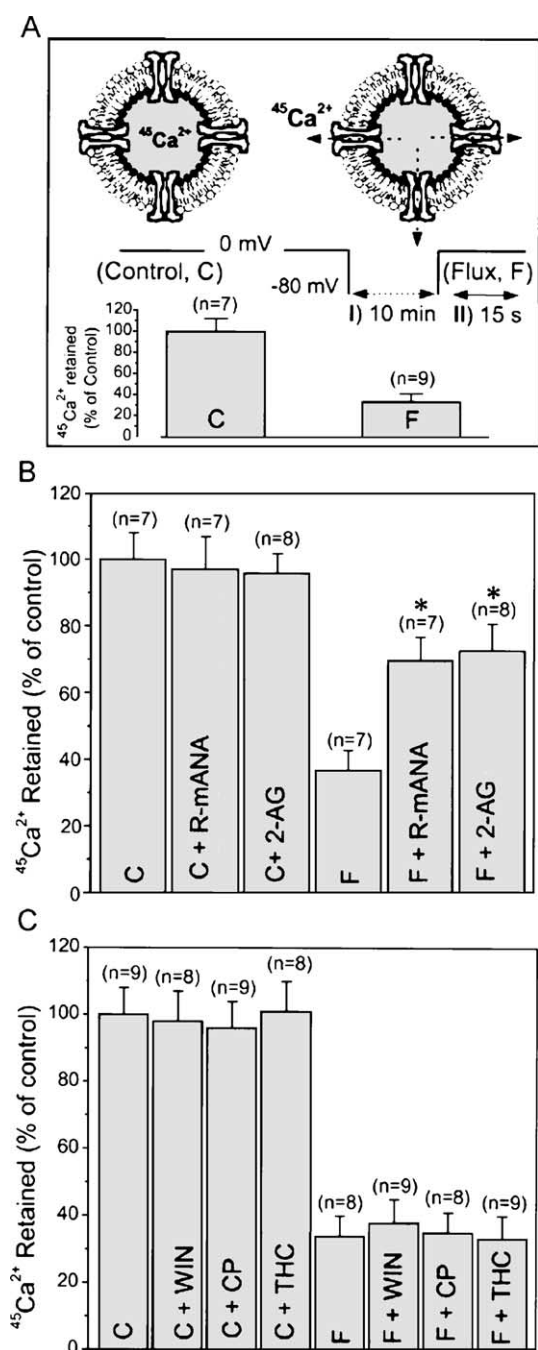 A
⁴⁵Ca²⁺
⁴⁵Ca²⁺
0 mV
(Control, C)
-80 mV
(Flux, F)
I) 10 min
II) 15 s
⁴⁵Ca²⁺ retained
(% of Control)
120
100
80
60
40
20
0
(n=7)
C
(n=9)
F
B
⁴⁵Ca²⁺ Retained (% of control)
120
100
80
60
40
20
0
(n=7)
(n=7)
(n=8)
(n=7)
*
(n=7)
*
(n=8)
C
C + R-mANA
C+ 2-AG
F
F + R-mANA
F + 2-AG
C
⁴⁵Ca²⁺ Retained (% of control)
120
100
80
60
40
20
0
(n=9)
(n=8)
(n=9)
(n=8)
(n=8)
(n=9)
(n=8)
(n=9)
C
C + WIN
C + CP
C + THC
F
F + WIN
F + CP
F + THC